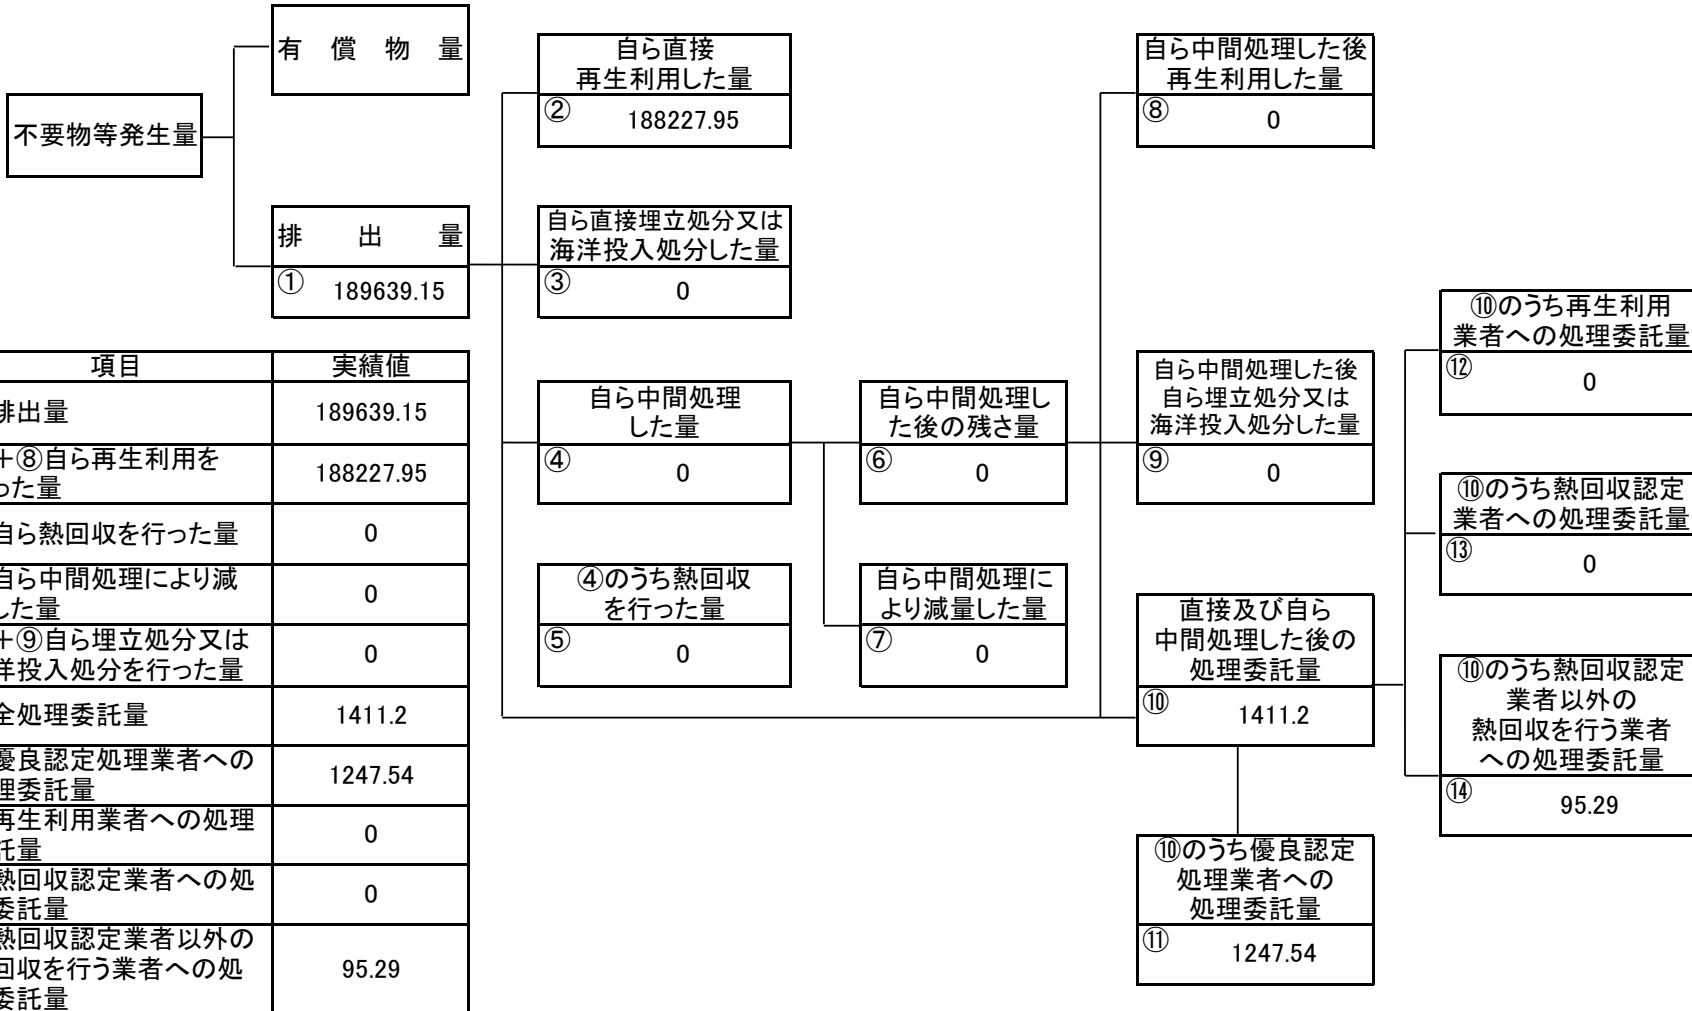 有償物量
不要物等発生量
排出量
①
189639.15
自ら直接
再生利用した量
②
188227.95
自ら直接埋立処分又は
海洋投入処分した量
③
0
自ら中間処理
した量
④
0
④のうち熱回収
を行った量
⑤
0
自ら中間処理し
た後の残さ量
⑥
0
自ら中間処理に
より減量した量
⑦
0
自ら中間処理した後
再生利用した量
⑧
0
自ら中間処理した後
自ら埋立処分又は
海洋投入処分した量
⑨
0
直接及び自ら
中間処理した後の
処理委託量
⑩
1411.2
⑩のうち優良認定
処理業者への
処理委託量
⑪
1247.54
⑩のうち再生利用
業者への処理委託量
⑫
0
⑩のうち熱回収認定
業者への処理委託量
⑬
0
⑩のうち熱回収認定
業者以外の
熱回収を行う業者
への処理委託量
⑭
95.29
項目 実績値
排出量 189639.15
+⑧自ら再生利用を
った量 188227.95
自ら熱回収を行った量 0
自ら中間処理により減
した量 0
+⑨自ら埋立処分又は
洋投入処分を行った量 0
全処理委託量 1411.2
優良認定処理業者への
理委託量 1247.54
再生利用業者への処理
託量 0
熱回収認定業者への処
委託量 0
熱回収認定業者以外の
回収を行う業者への処
委託量 95.29